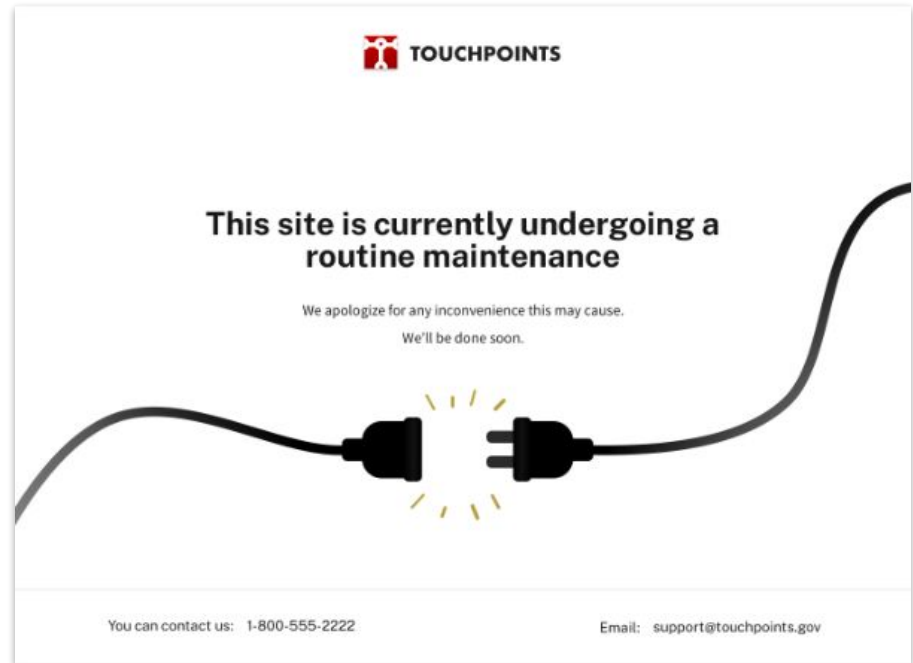 TOUCHPOINTS
This site is currently undergoing a
routine maintenance
We apologize for any inconvenience this may cause.
We'll be done soon.
You can contact us: 1-800-555-2222
Email: support@touchpoints.gov